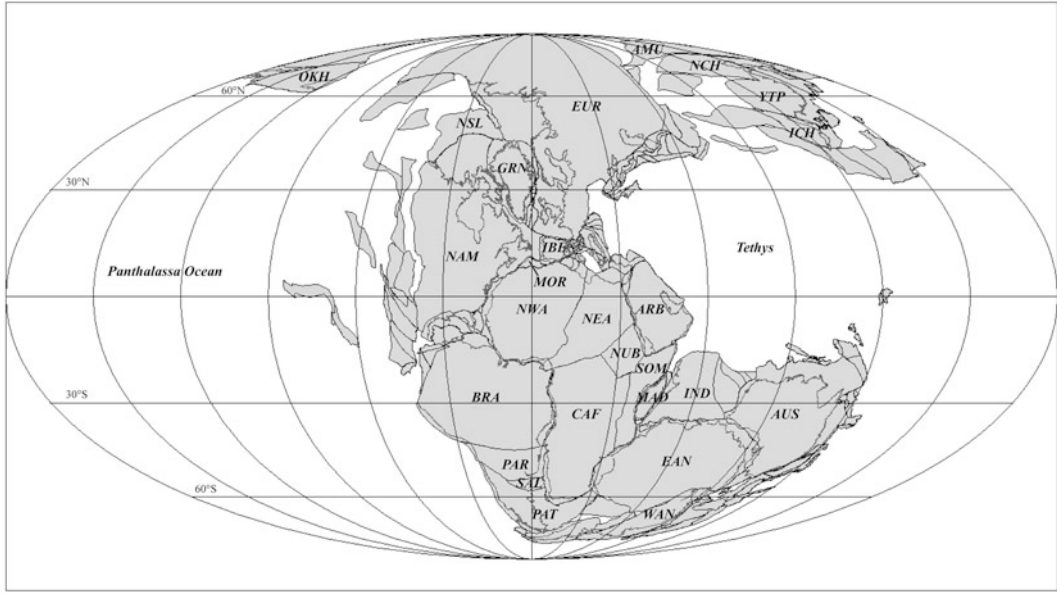 AMU
NCH
OKH
60°N
YTP
EUR
NSL
ICH
GRN
30°N
IBE
Tethys
NAM
Panthalassa Ocean
MOR
NWA
NEA
ARB
NUB
SOM
BRA
MAD
IND
30°S
CAF
AUS
PAR
EAN
SAL
60°S
PAT
WAN